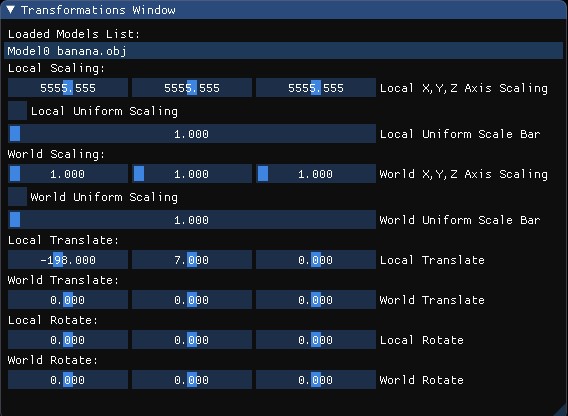 Transformations Window
Loaded Models List:
Model0 banana.obj
Local Scaling:
5555.555 5555.555 5555.555 Local X,Y,Z Axis Scaling
Local Uniform Scaling
1.000 Local Uniform Scale Bar
World Scaling:
1.000 1.000 1.000 World X,Y,Z Axis Scaling
World Uniform Scaling
1.000 World Uniform Scale Bar
Local Translate:
-198.000 7.000 0.000 Local Translate
World Translate:
0.000 0.000 0.000 World Translate
Local Rotate:
0.000 0.000 0.000 Local Rotate
World Rotate:
0.000 0.000 0.000 World Rotate